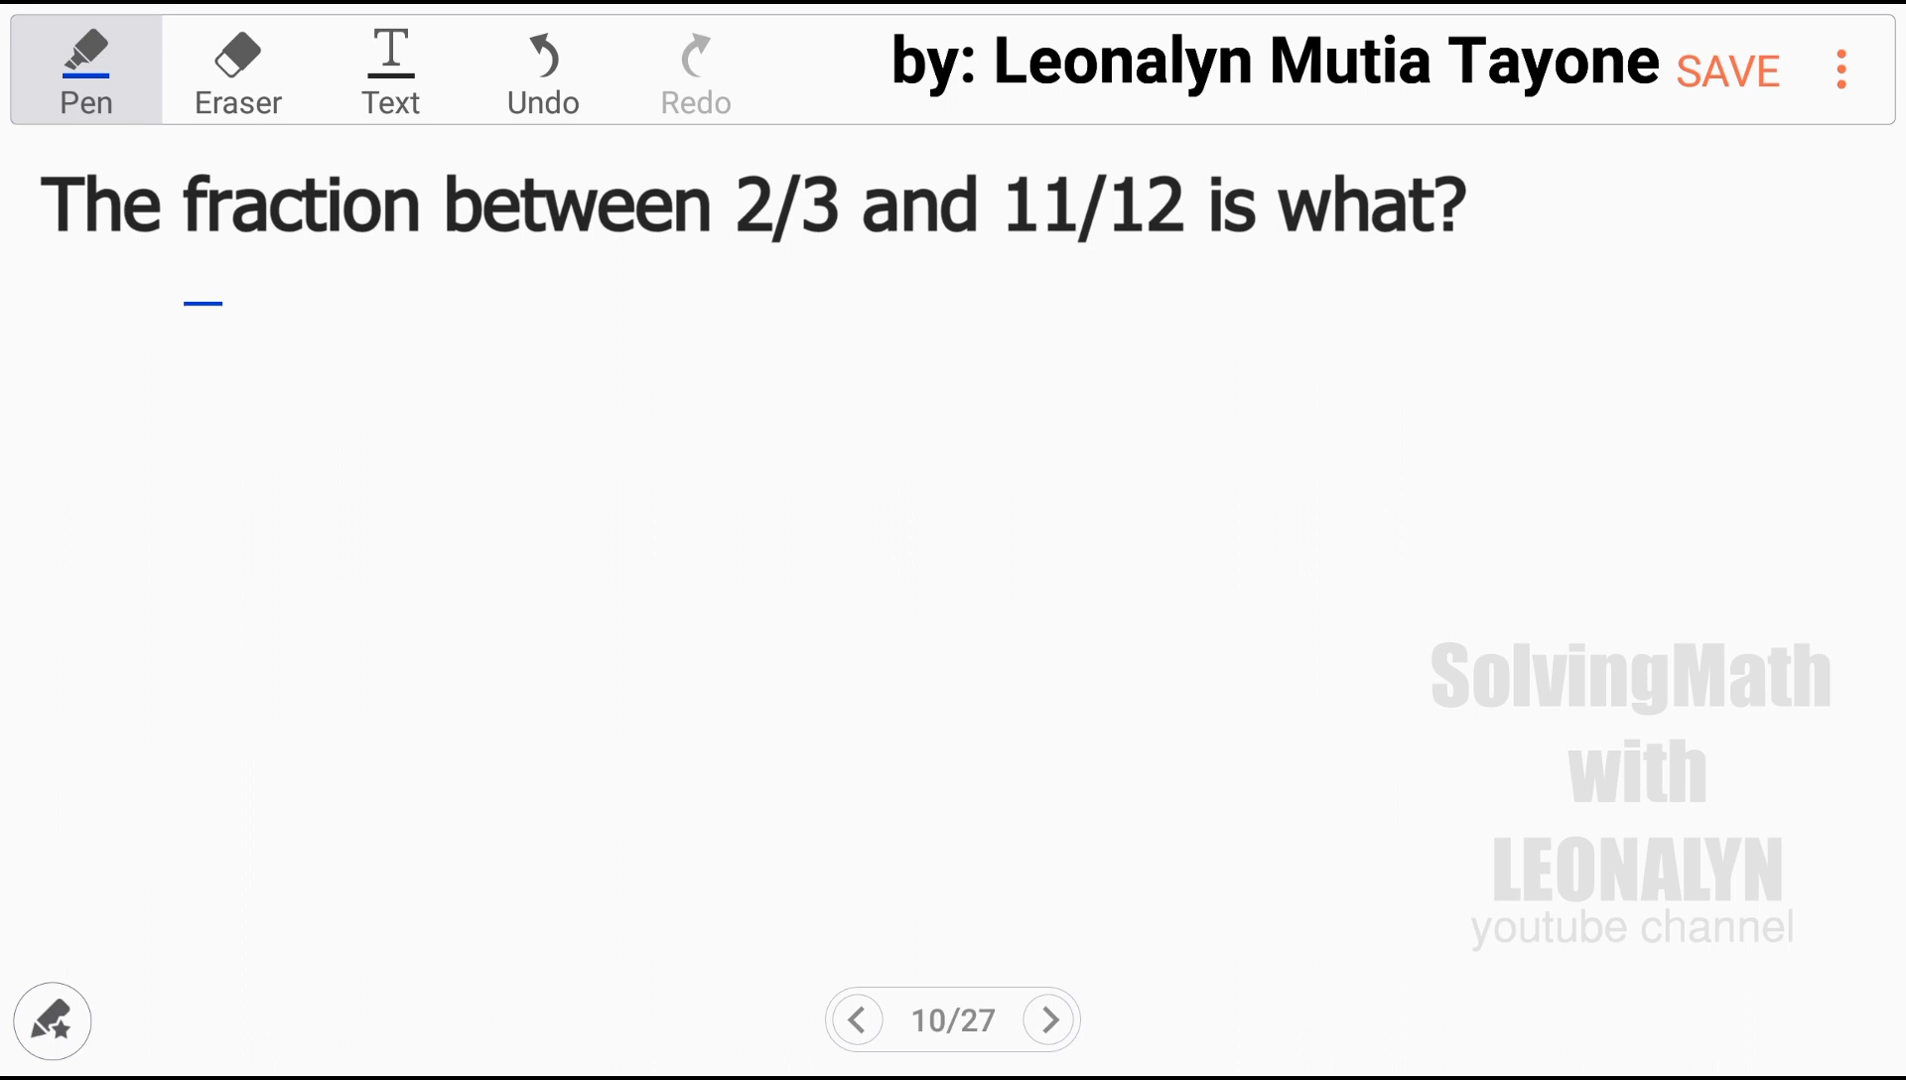 by: Leonalyn Mutia Tayone
SAVE
Pen
Eraser
Text
Undo
Redo
The fraction between 2/3 and 11/12 is what?
SolvingMath
with
LEONALYN
youtube channel
10/27